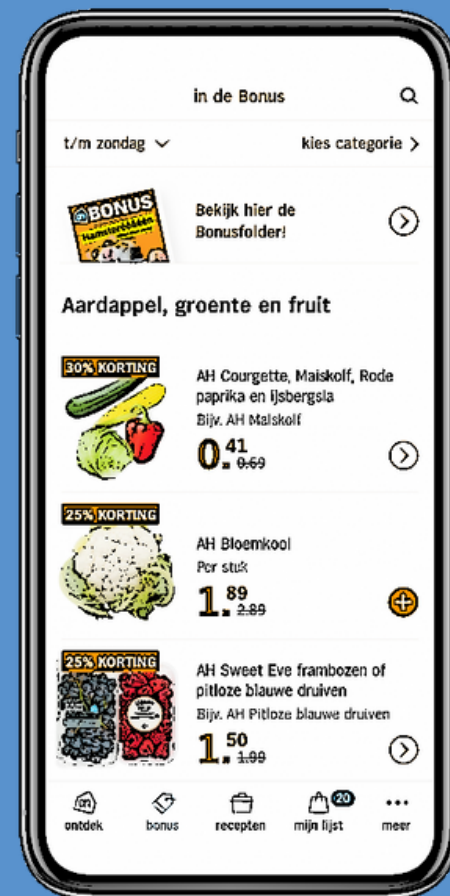 in de Bonus
t/m zondag
kies categorie
BONUS
Hamsterééééén
Bekijk hier de
Bonusfolder!
Aardappel, groente en fruit
30% KORTING
AH Courgette, Maiskolf, Rode
paprika en ijsbergsla
Bijv. AH Maiskolf
0.41 0.69
25% KORTING
AH Bloemkool
Per stuk
1.89 2.89
25% KORTING
AH Sweet Eve frambozen of
pitloze blauwe druiven
Bijv. AH Pitloze blauwe druiven
1.50 1.99
20
ontdek bonus recepten mijn lijst meer